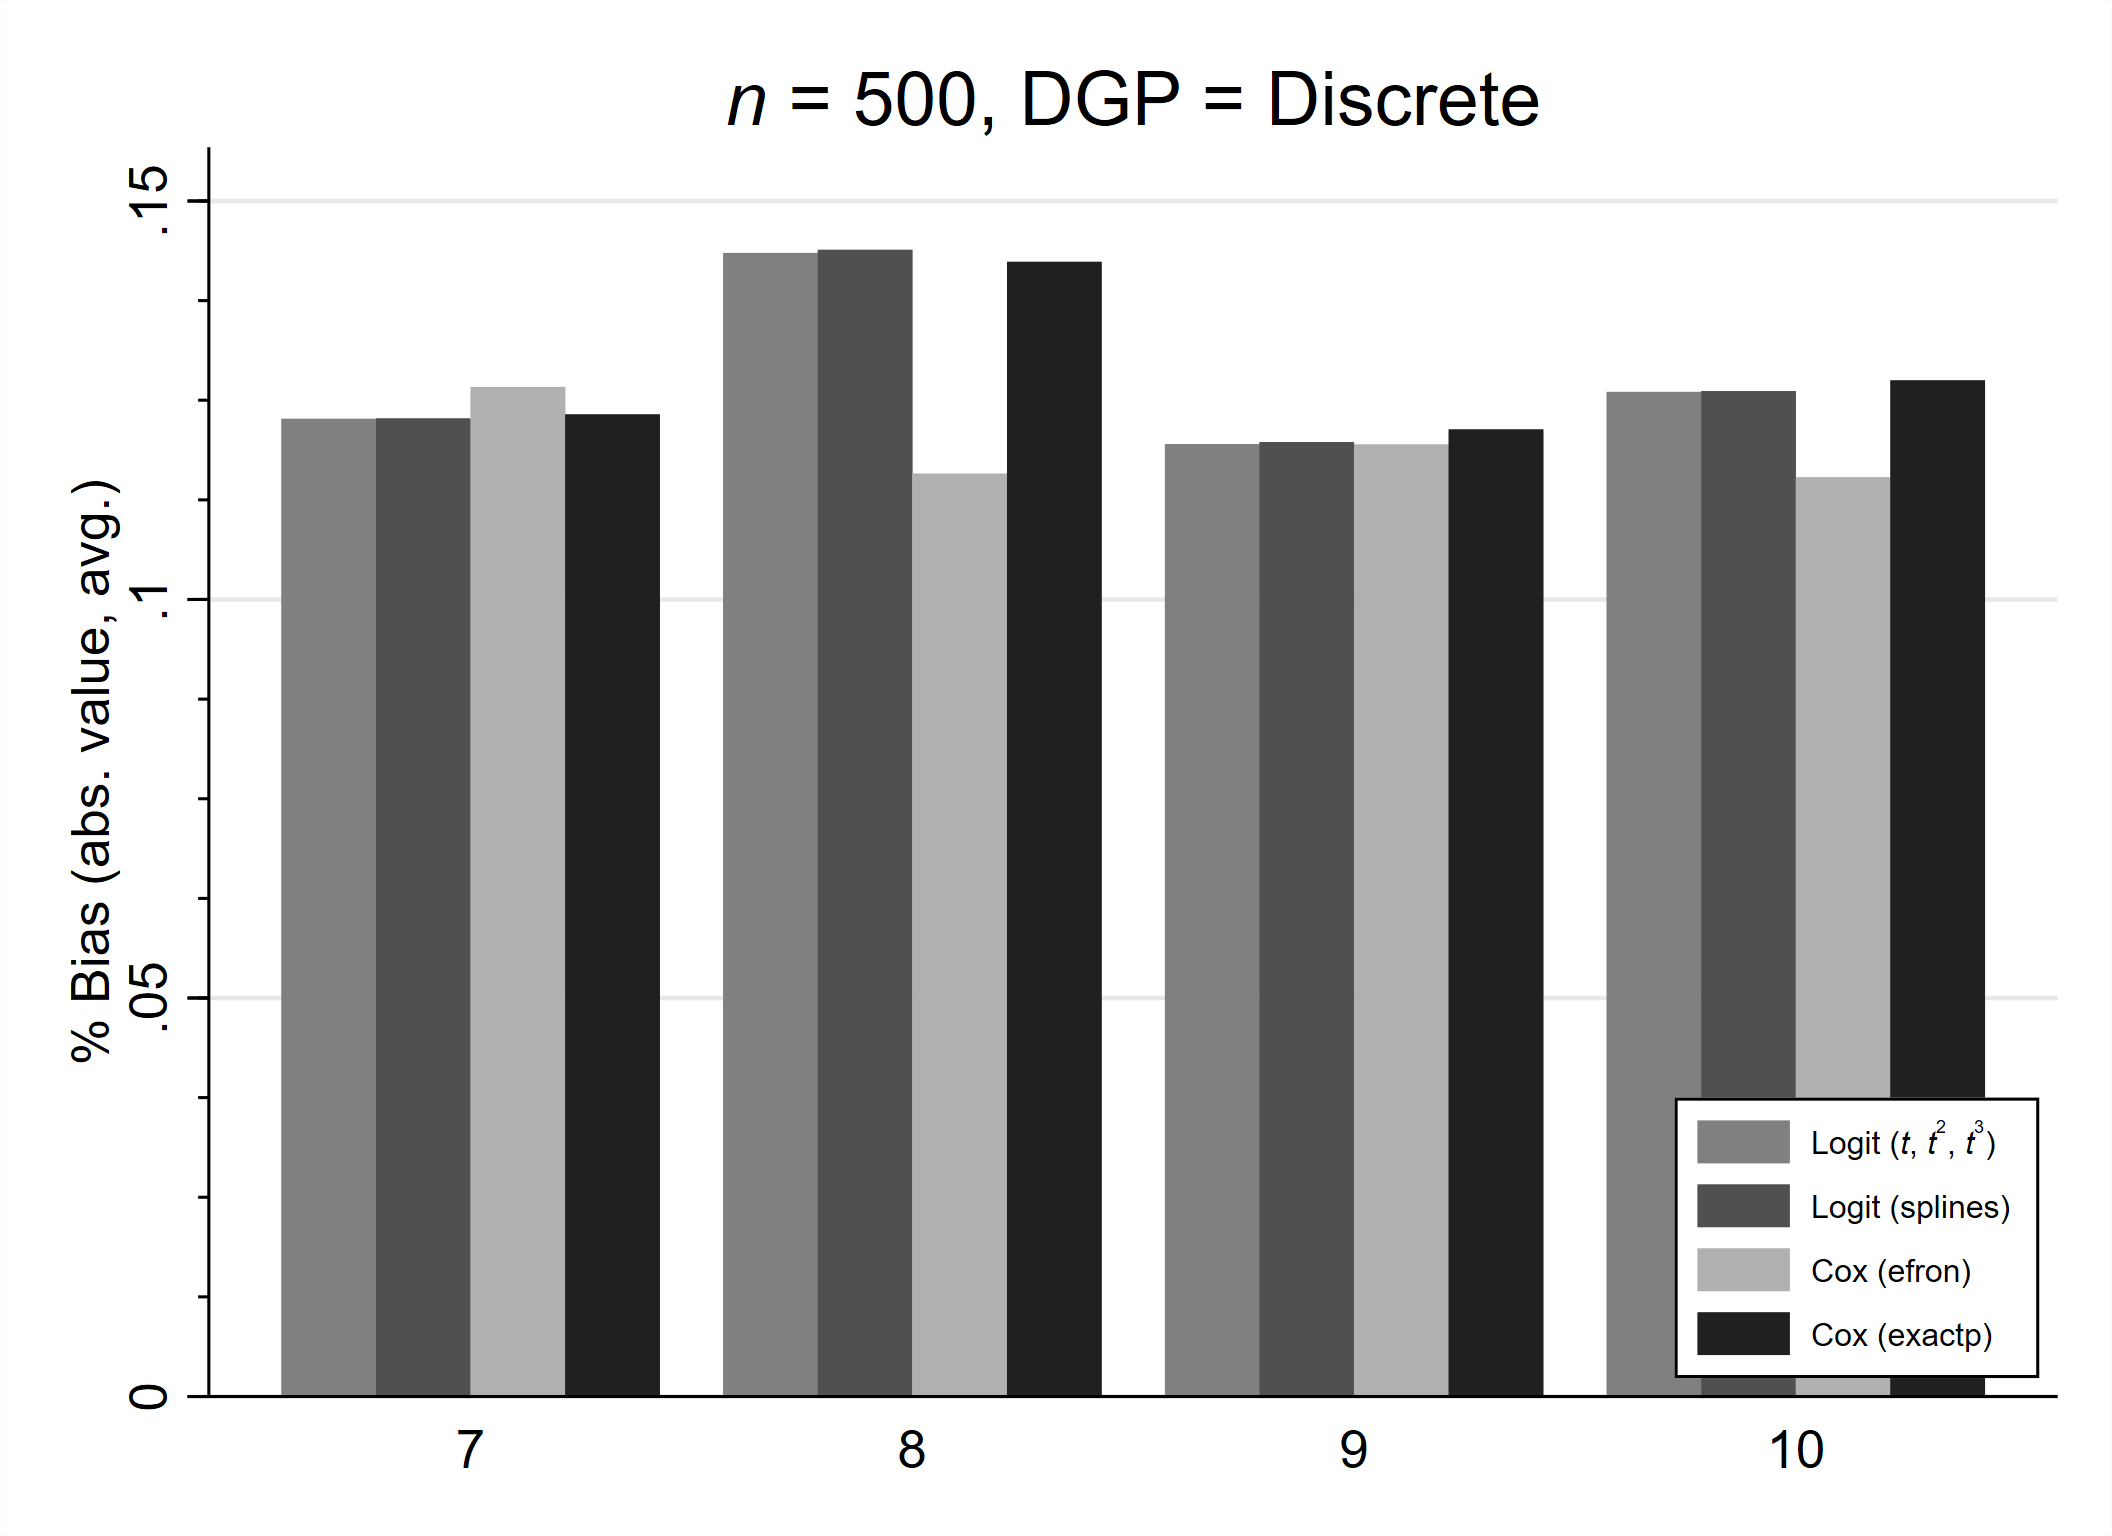 n = 500, DGP = Discrete
% Bias (abs. value, avg.)
.15
.1
.05
0
7
8
9
10
Logit (t, t², t³)
Logit (splines)
Cox (efron)
Cox (exactp)